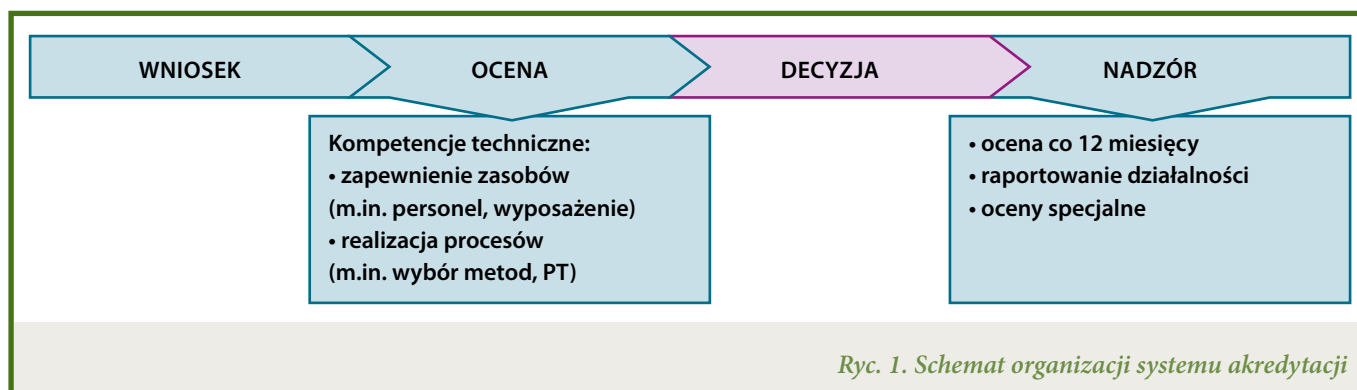 WNIOSEK
OCENA
DECYZJA
NADZÓR
Kompetencje techniczne:
• zapewnienie zasobów
(m.in. personel, wyposażenie)
• realizacja procesów
(m.in. wybór metod, PT)
• ocena co 12 miesięcy
• raportowanie działalności
• oceny specjalne
Ryc. 1. Schemat organizacji systemu akredytacji